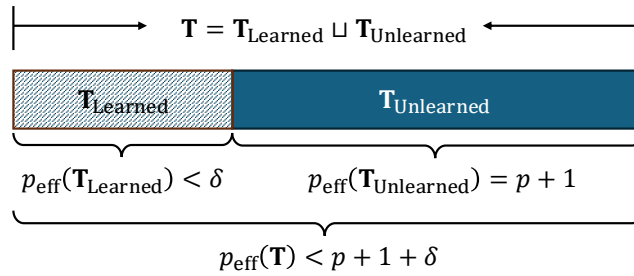 𝐓 = 𝐓_Learned ⊔ 𝐓_Unlearned
𝐓_Learned 𝐓_Unlearned
p_eff(𝐓_Learned) < δ p_eff(𝐓_Unlearned) = p + 1
p_eff(𝐓) < p + 1 + δ